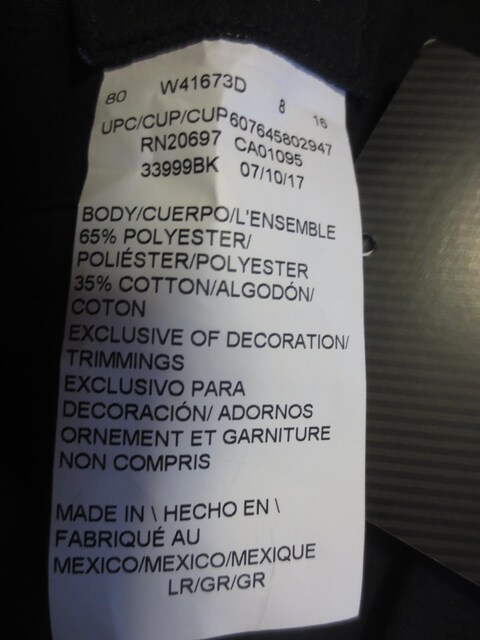 80 W41673D 8 16
UPC/CUP/CUP 607645802947
RN20697 CA01095
33999BK 07/10/17
BODY/CUERPO/L'ENSEMBLE
65% POLYESTER/
POLIÉSTER/POLYESTER
35% COTTON/ALGODÓN/
COTON
EXCLUSIVE OF DECORATION/
TRIMMINGS
EXCLUSIVO PARA
DECORACIÓN/ ADORNOS
ORNEMENT ET GARNITURE
NON COMPRIS
MADE IN \ HECHO EN \
FABRIQUÉ AU
MEXICO/MEXICO/MEXIQUE
LR/GR/GR